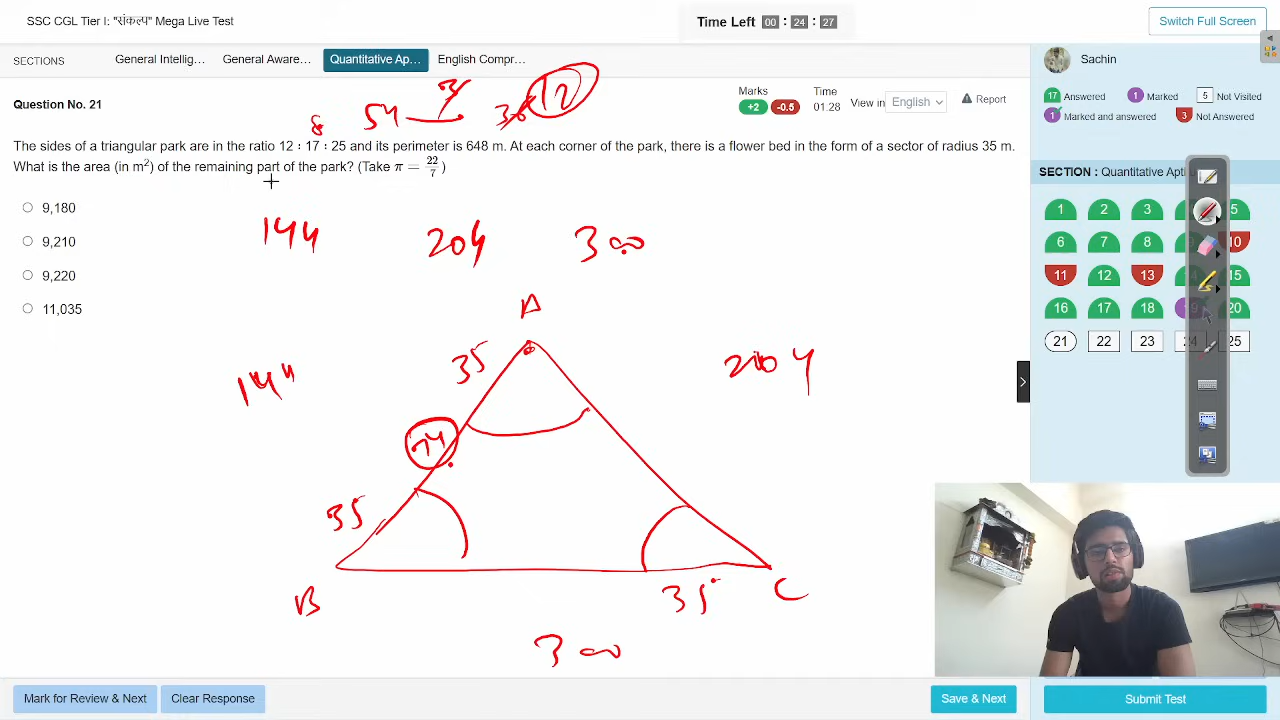 SSC CGL Tier I: "संकल्प" Mega Live Test
Time Left 00 : 24 : 27
Switch Full Screen
SECTIONS
General Intellig...
General Aware...
Quantitative Ap...
English Compr...
Sachin
35
12
54
36
8
Question No. 21
Marks
+2 -0.5
Time
01:28
View in English
Report
17 Answered
1 Marked
5 Not Visited
1 Marked and answered
3 Not Answered
The sides of a triangular park are in the ratio 12 : 17 : 25 and its perimeter is 648 m. At each corner of the park, there is a flower bed in the form of a sector of radius 35 m.
What is the area (in m²) of the remaining part of the park? (Take π = 22/7)
9,180
9,210
9,220
11,035
144 204 300
A
35
144
204
74
35
B
35
C
300
SECTION : Quantitative Apti
1 2 3 5
6 7 8 10
11 12 13 15
16 17 18 19 20
21 22 23 24 25
Mark for Review & Next
Clear Response
Save & Next
Submit Test